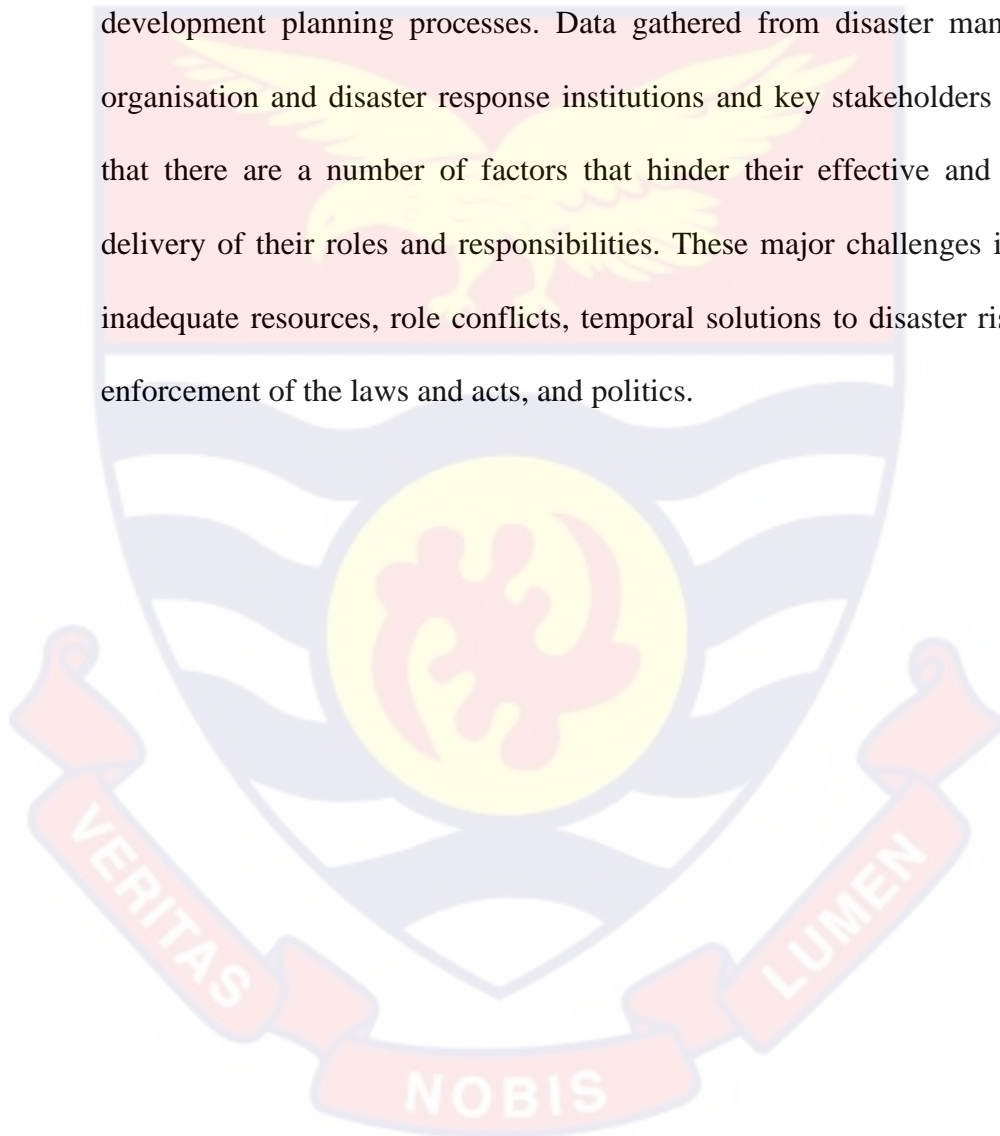 development planning processes. Data gathered from disaster man
organisation and disaster response institutions and key stakeholders
that there are a number of factors that hinder their effective and
delivery of their roles and responsibilities. These major challenges i
inadequate resources, role conflicts, temporal solutions to disaster ris
enforcement of the laws and acts, and politics.
VERITAS
NOBIS
LUMEN